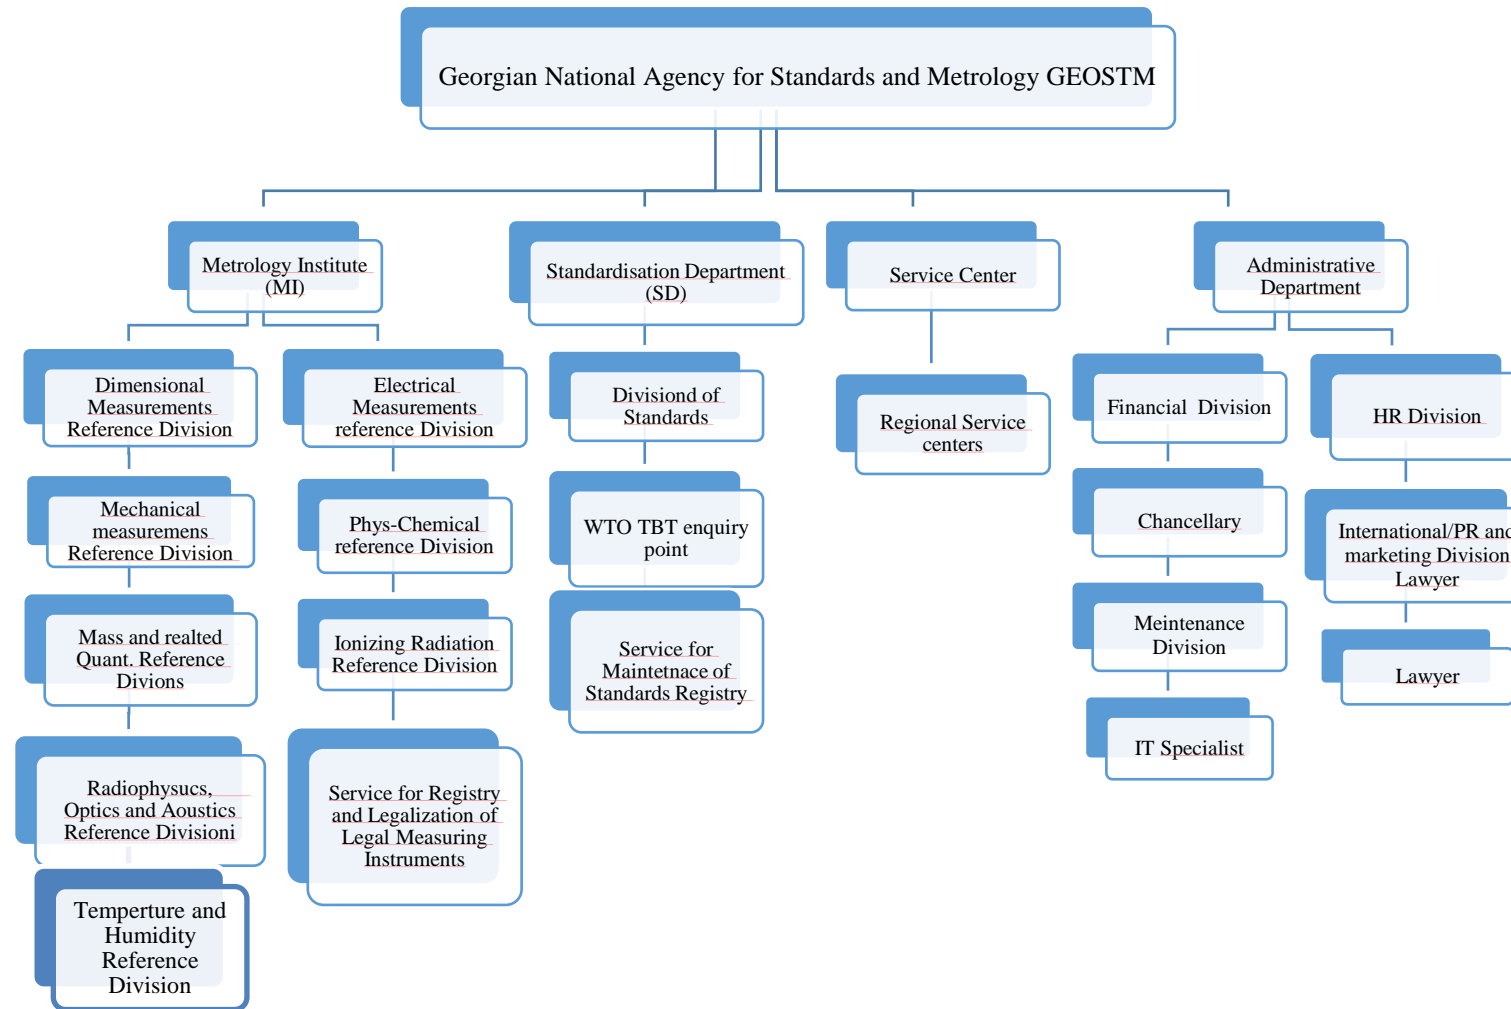 Georgian National Agency for Standards and Metrology GEOSTM
Metrology Institute
(MI)
Standardisation Department
(SD)
Service Center
Administrative
Department
Dimensional
Measurements
Reference Division
Electrical
Measurements
reference Division
Divisiond of
Standards
Regional Service
centers
Financial Division
HR Division
Mechanical
measuremens
Reference Division
Phys-Chemical
reference Division
WTO TBT enquiry
point
Chancellary
International/PR and
marketing Division
Lawyer
Mass and realted
Quant. Reference
Divions
Ionizing Radiation
Reference Division
Service for
Maintetnace of
Standards Registry
Meintenance
Division
Lawyer
IT Specialist
Radiophysucs,
Optics and Aoustics
Reference Divisioni
Service for Registry
and Legalization of
Legal Measuring
Instruments
Temperture and
Humidity
Reference
Division